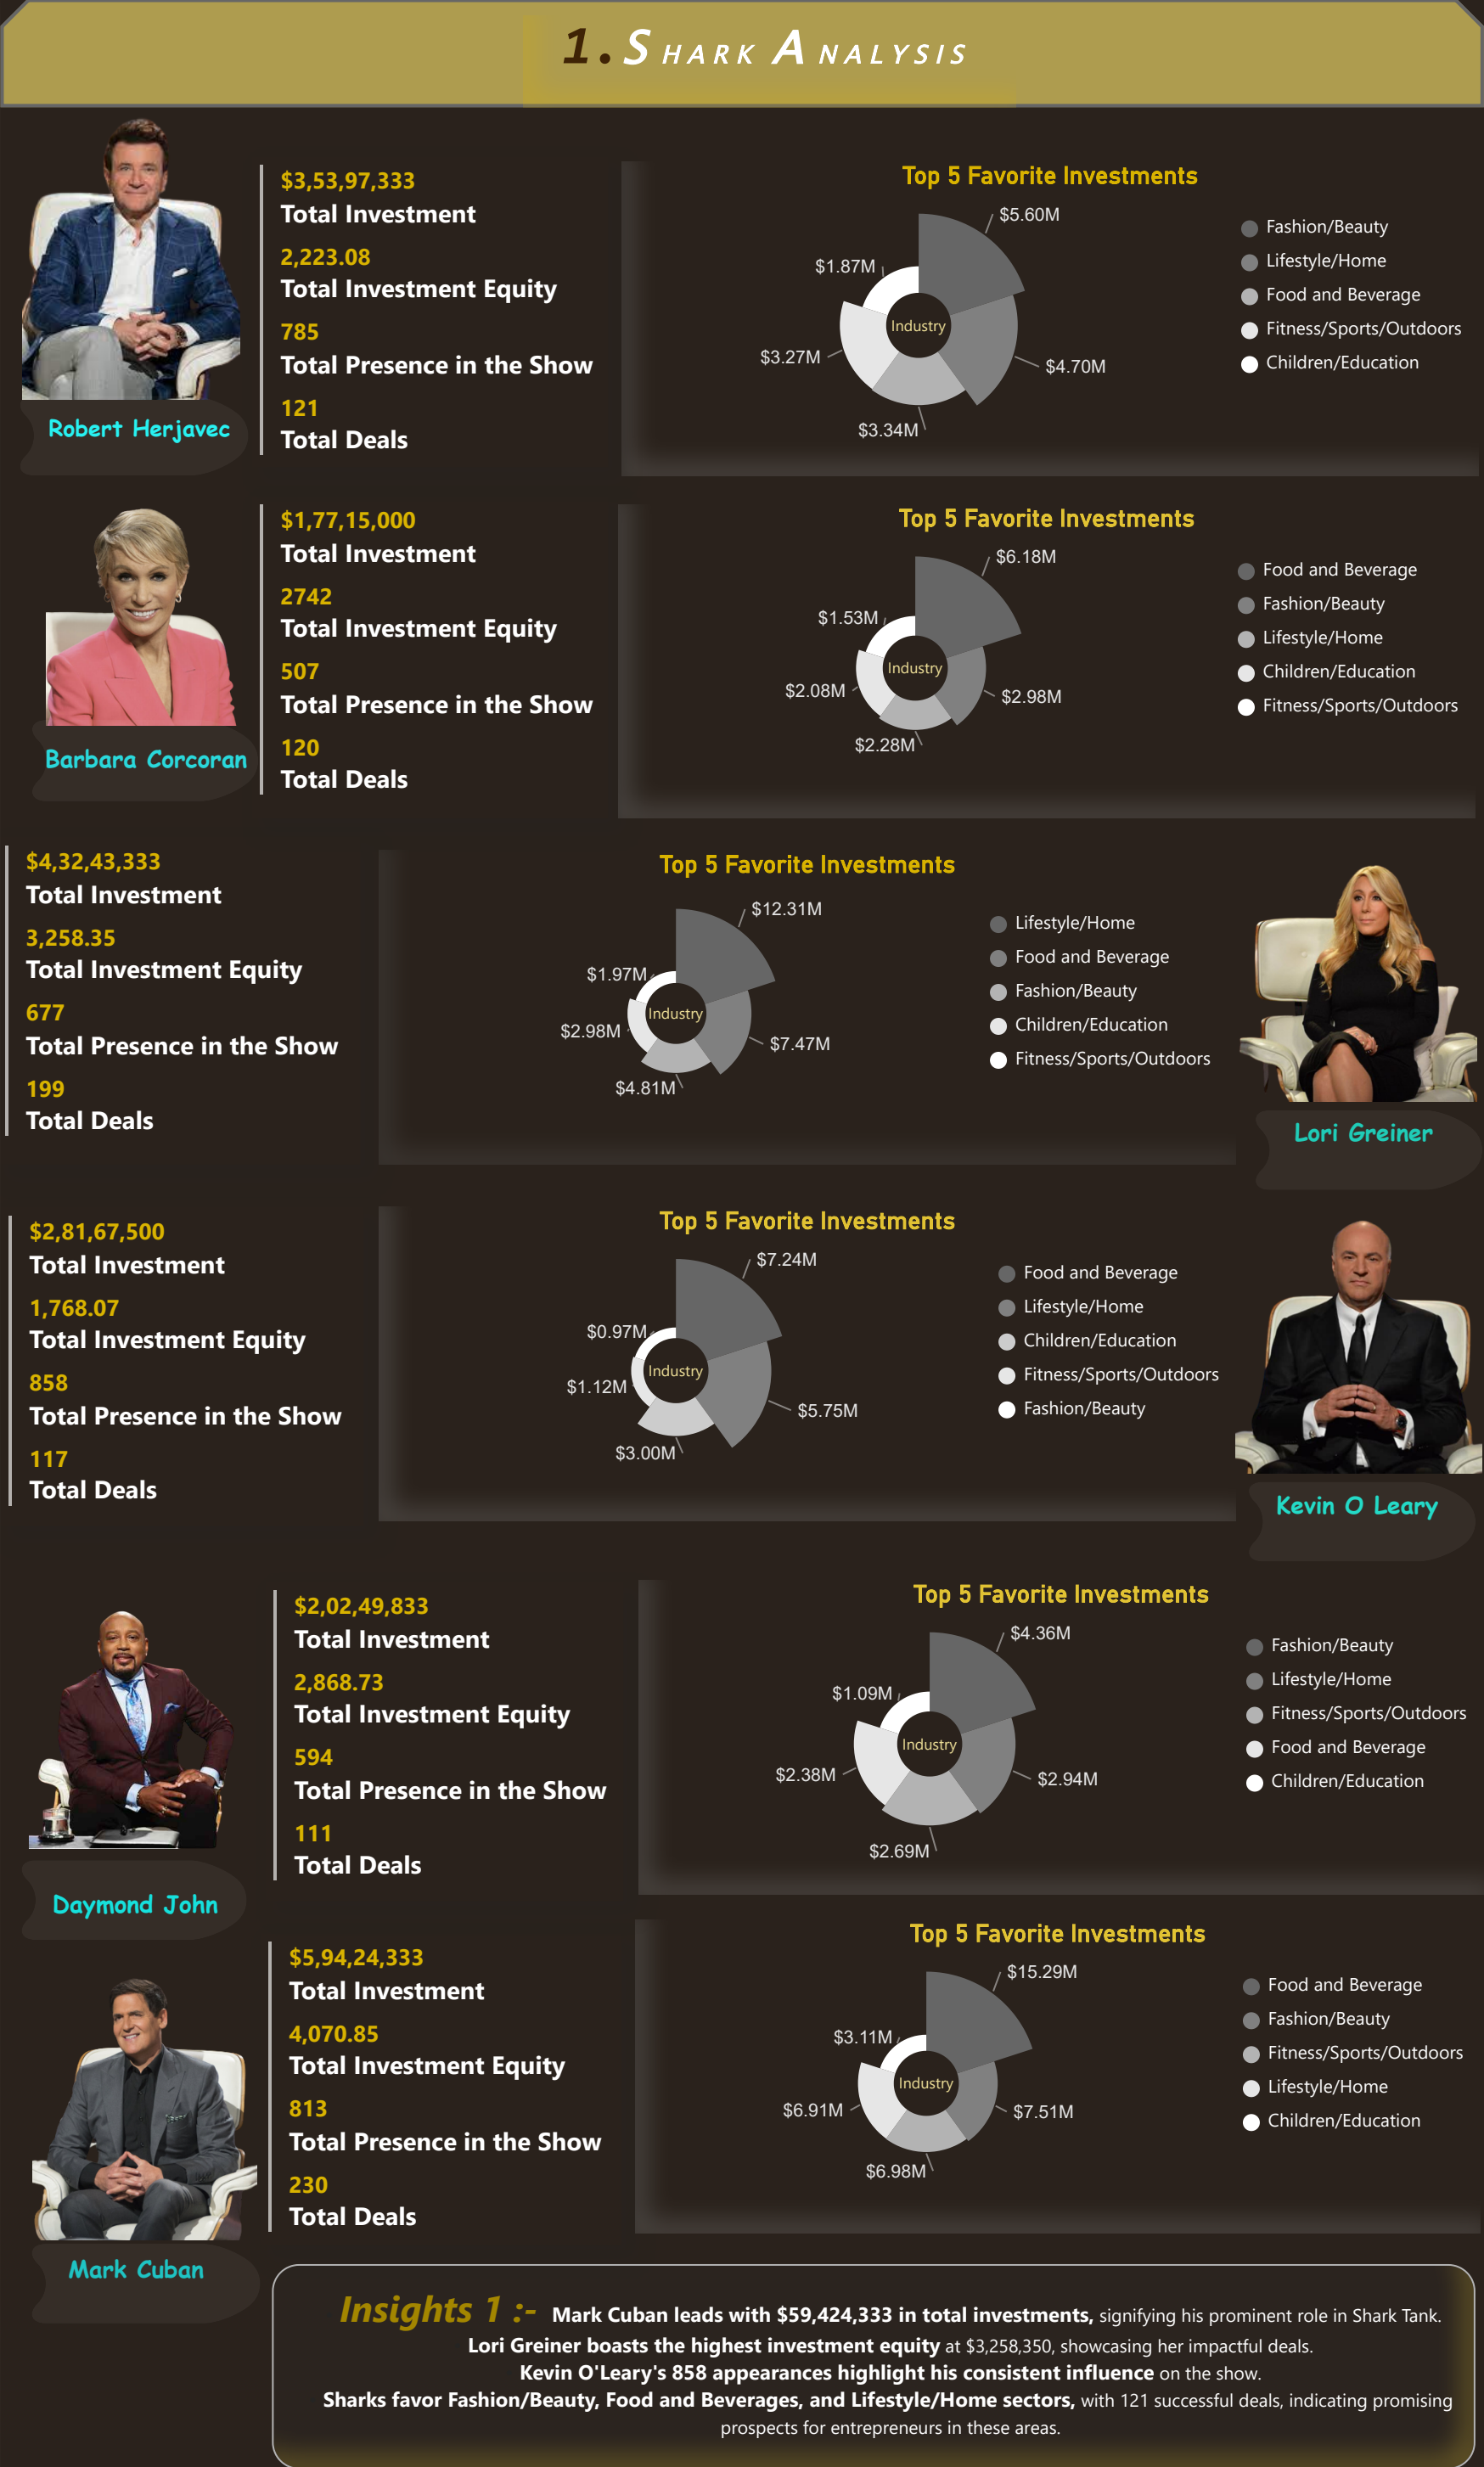 1. Shark Analysis
$3,53,97,333
Total Investment
2,223.08
Total Investment Equity
785
Total Presence in the Show
121
Total Deals
Robert Herjavec
Top 5 Favorite Investments
$5.60M
$4.70M
$3.34M
$3.27M
$1.87M
Industry
Fashion/Beauty
Lifestyle/Home
Food and Beverage
Fitness/Sports/Outdoors
Children/Education
$1,77,15,000
Total Investment
2742
Total Investment Equity
507
Total Presence in the Show
120
Total Deals
Barbara Corcoran
Top 5 Favorite Investments
$6.18M
$2.98M
$2.28M
$2.08M
$1.53M
Industry
Food and Beverage
Fashion/Beauty
Lifestyle/Home
Children/Education
Fitness/Sports/Outdoors
$4,32,43,333
Total Investment
3,258.35
Total Investment Equity
677
Total Presence in the Show
199
Total Deals
Top 5 Favorite Investments
$12.31M
$7.47M
$4.81M
$2.98M
$1.97M
Industry
Lifestyle/Home
Food and Beverage
Fashion/Beauty
Children/Education
Fitness/Sports/Outdoors
Lori Greiner
$2,81,67,500
Total Investment
1,768.07
Total Investment Equity
858
Total Presence in the Show
117
Total Deals
Top 5 Favorite Investments
$7.24M
$5.75M
$3.00M
$1.12M
$0.97M
Industry
Food and Beverage
Lifestyle/Home
Children/Education
Fitness/Sports/Outdoors
Fashion/Beauty
Kevin O Leary
$2,02,49,833
Total Investment
2,868.73
Total Investment Equity
594
Total Presence in the Show
111
Total Deals
Daymond John
Top 5 Favorite Investments
$4.36M
$2.94M
$2.69M
$2.38M
$1.09M
Industry
Fashion/Beauty
Lifestyle/Home
Fitness/Sports/Outdoors
Food and Beverage
Children/Education
$5,94,24,333
Total Investment
4,070.85
Total Investment Equity
813
Total Presence in the Show
230
Total Deals
Mark Cuban
Top 5 Favorite Investments
$15.29M
$7.51M
$6.98M
$6.91M
$3.11M
Industry
Food and Beverage
Fashion/Beauty
Fitness/Sports/Outdoors
Lifestyle/Home
Children/Education
Insights 1 :- Mark Cuban leads with $59,424,333 in total investments, signifying his prominent role in Shark Tank.
Lori Greiner boasts the highest investment equity at $3,258,350, showcasing her impactful deals.
Kevin O'Leary's 858 appearances highlight his consistent influence on the show.
Sharks favor Fashion/Beauty, Food and Beverages, and Lifestyle/Home sectors, with 121 successful deals, indicating promising
prospects for entrepreneurs in these areas.